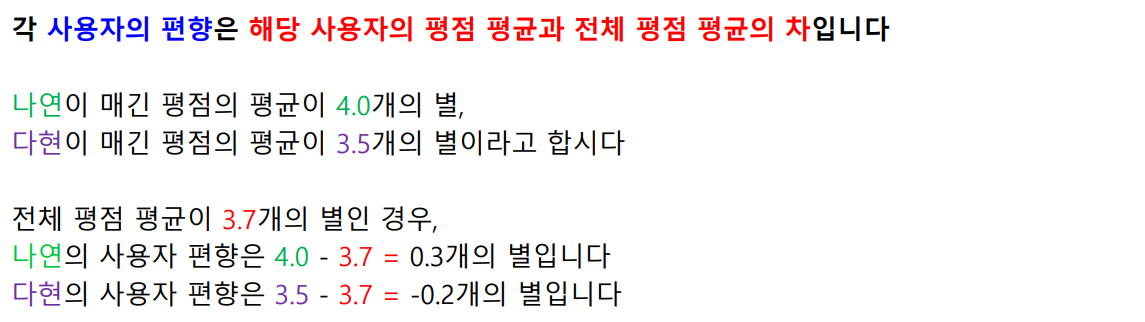 각 사용자의 편향은 해당 사용자의 평점 평균과 전체 평점 평균의 차입니다
나연이 매긴 평점의 평균이 4.0개의 별,
다현이 매긴 평점의 평균이 3.5개의 별이라고 합시다
전체 평점 평균이 3.7개의 별인 경우,
나연의 사용자 편향은 4.0 - 3.7 = 0.3개의 별입니다
다현의 사용자 편향은 3.5 - 3.7 = -0.2개의 별입니다